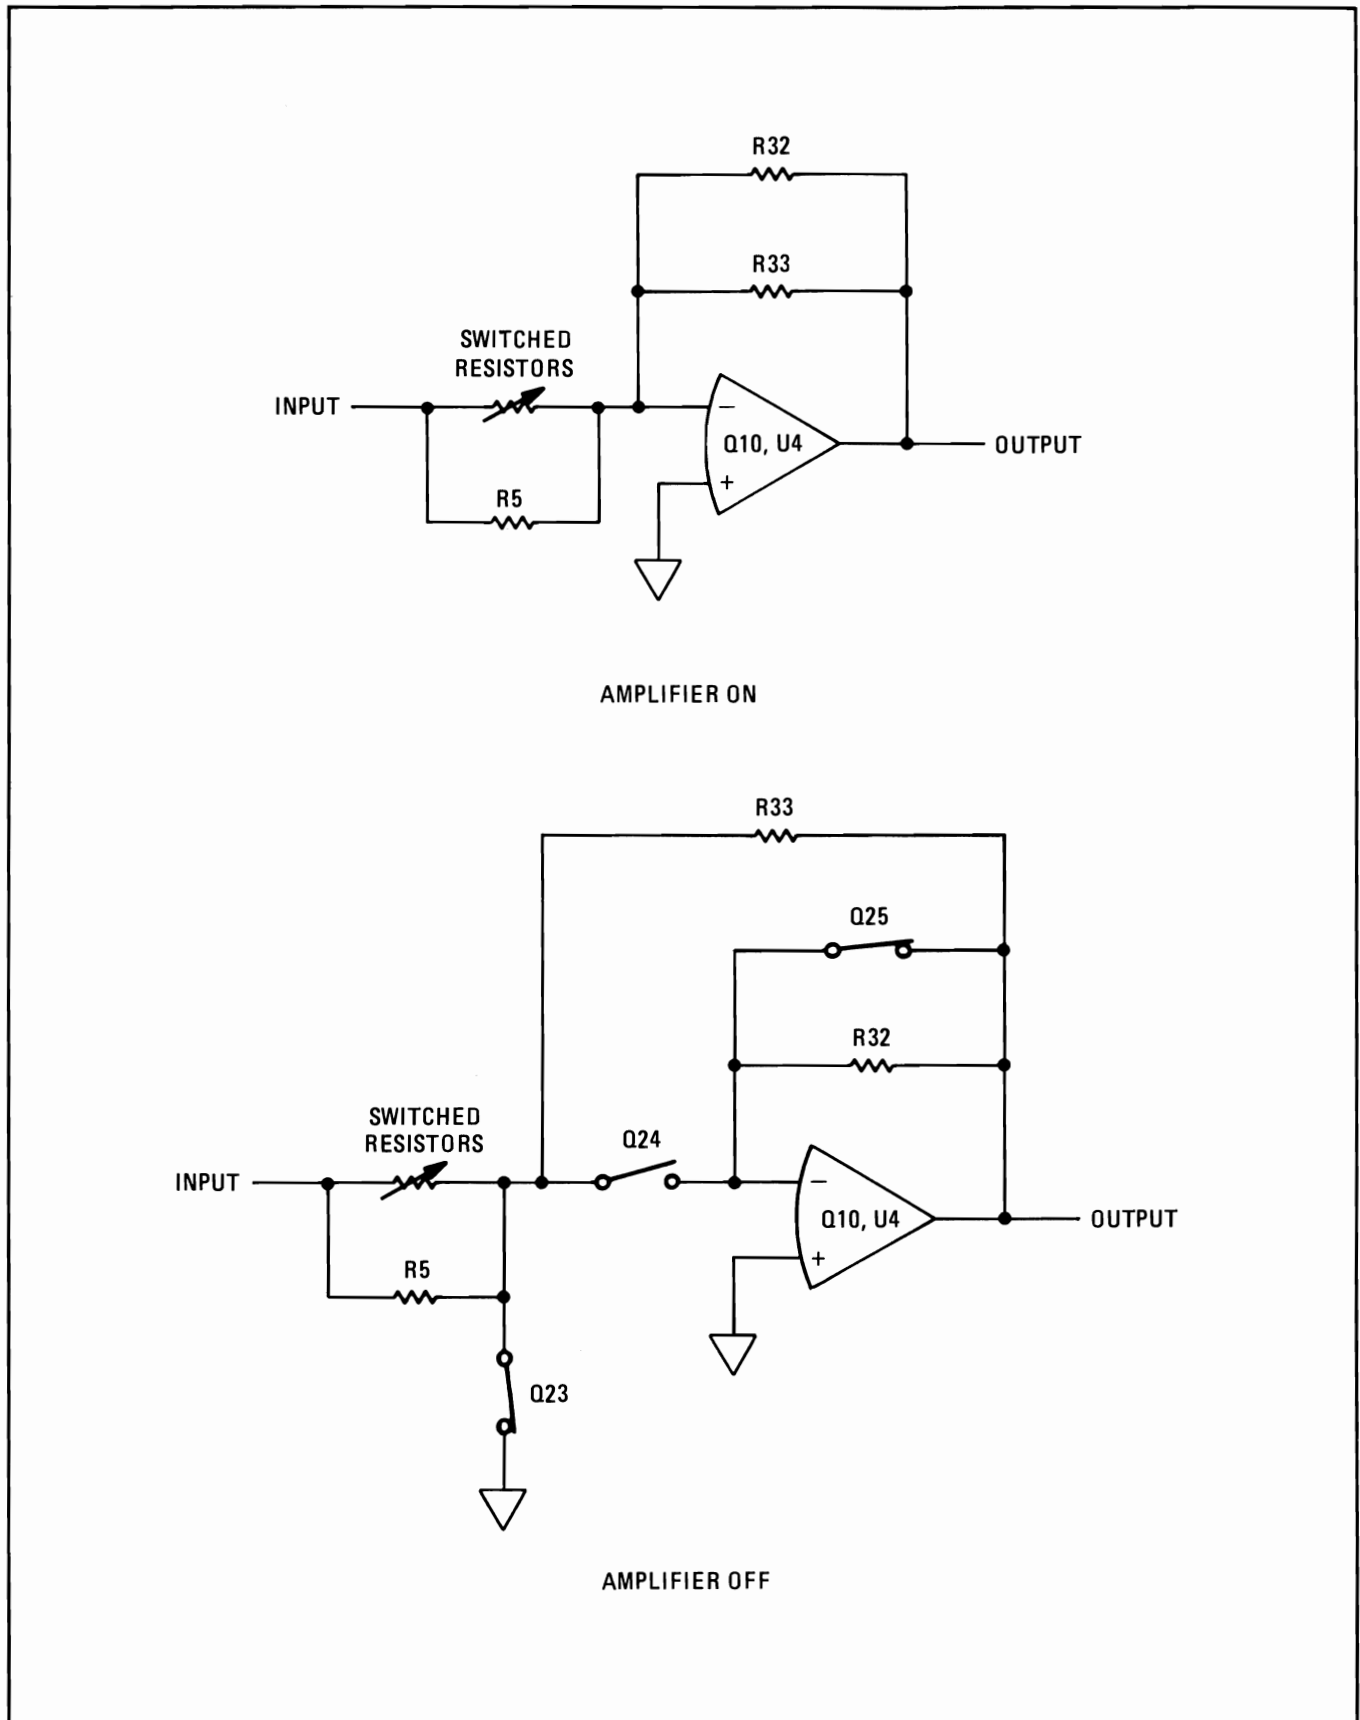 R32
R33
SWITCHED
RESISTORS
INPUT
−
Q10, U4
+
OUTPUT
R5
AMPLIFIER ON
R33
Q25
R32
SWITCHED
RESISTORS
Q24
INPUT
−
Q10, U4
+
OUTPUT
R5
Q23
AMPLIFIER OFF